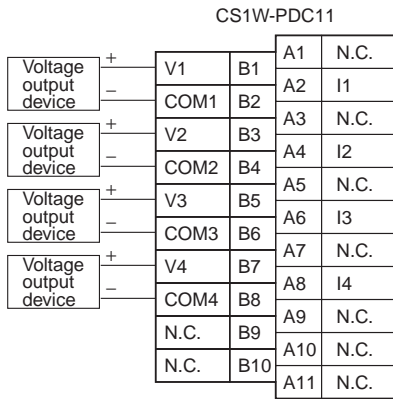 CS1W-PDC11
A1 N.C.
Voltage output device + V1 B1
A2 I1
– COM1 B2
A3 N.C.
Voltage output device + V2 B3
A4 I2
– COM2 B4
A5 N.C.
Voltage output device + V3 B5
A6 I3
– COM3 B6
A7 N.C.
Voltage output device + V4 B7
A8 I4
– COM4 B8
A9 N.C.
N.C. B9
A10 N.C.
N.C. B10
A11 N.C.